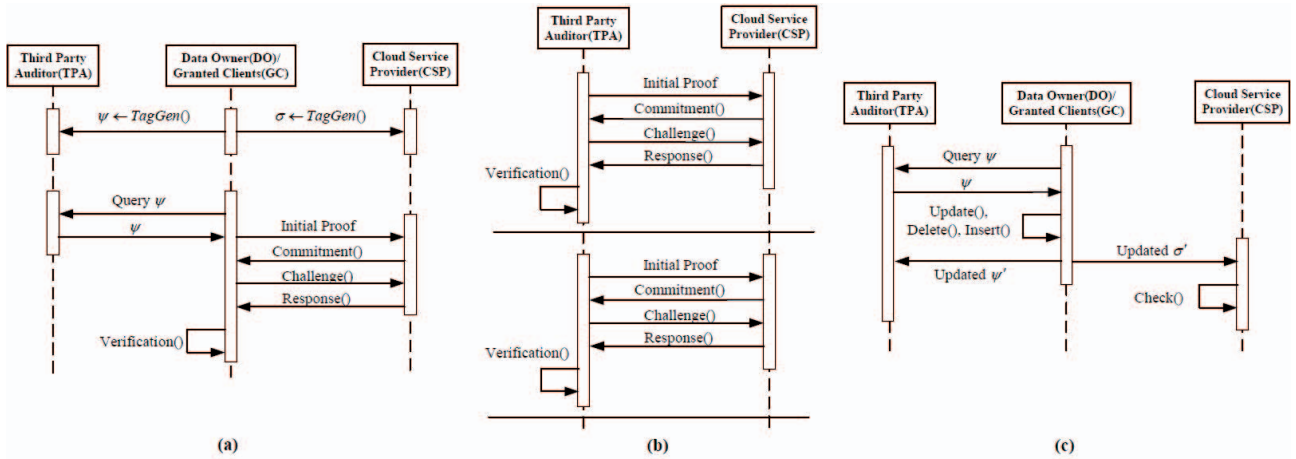 Third Party
Auditor(TPA)
Data Owner(DO)/
Granted Clients(GC)
Cloud Service
Provider(CSP)
ψ ← TagGen()
σ ← TagGen()
Query ψ
ψ
Initial Proof
Commitment()
Challenge()
Response()
Verification()
(a)
Third Party
Auditor(TPA)
Cloud Service
Provider(CSP)
Initial Proof
Commitment()
Challenge()
Response()
Verification()
Initial Proof
Commitment()
Challenge()
Response()
Verification()
(b)
Third Party
Auditor(TPA)
Data Owner(DO)/
Granted Clients(GC)
Cloud Service
Provider(CSP)
Query ψ
ψ
Update(),
Delete(), Insert()
Updated σ'
Updated ψ'
Check()
(c)